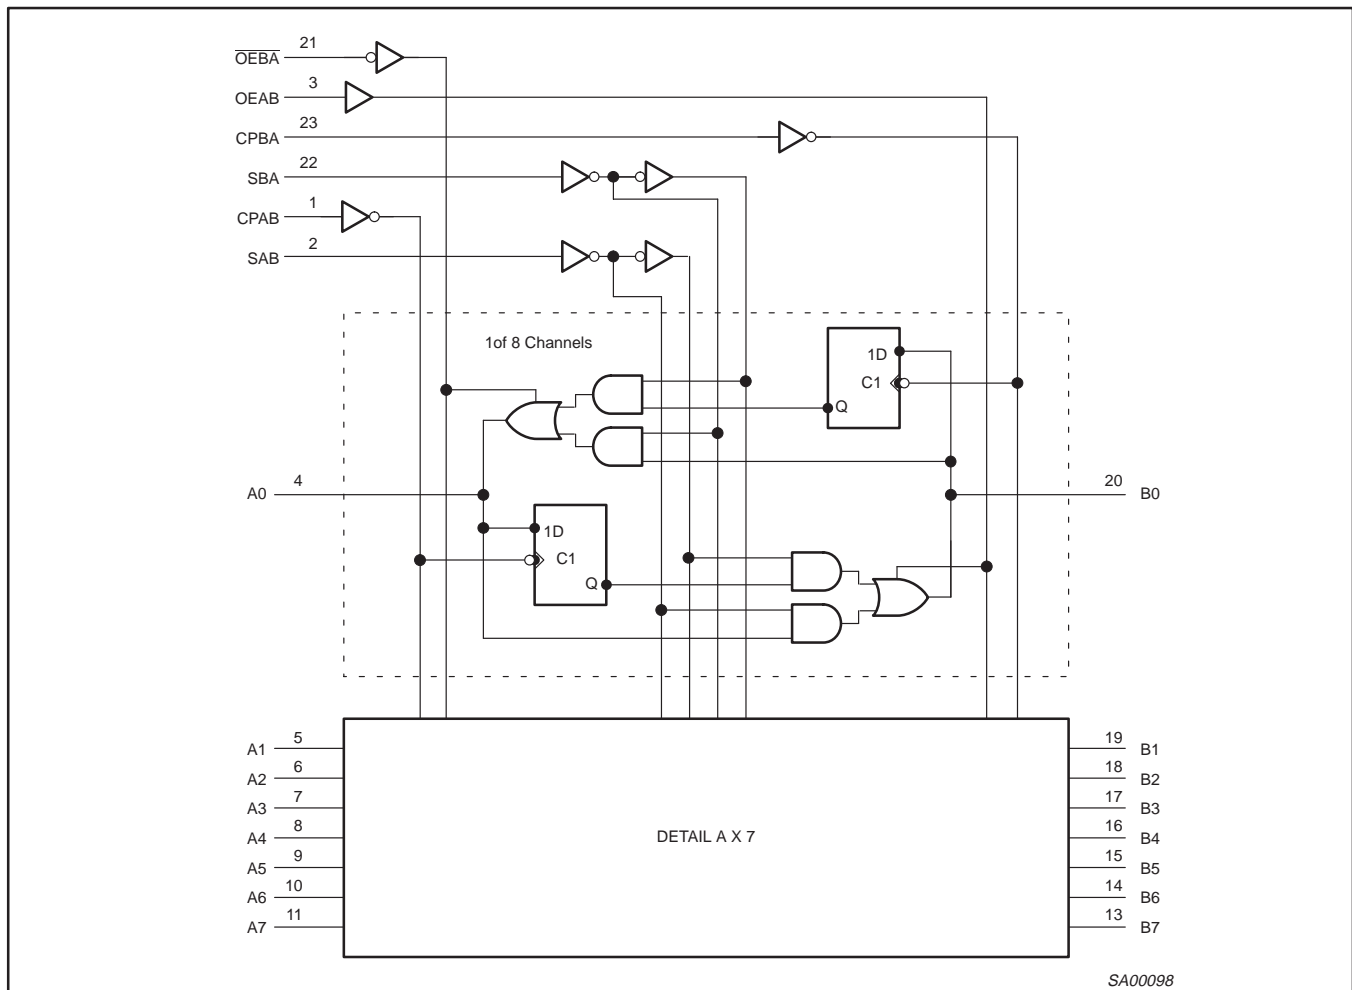 OEBA 21
OEAB 3
CPBA 23
SBA 22
CPAB 1
SAB 2
1of 8 Channels
1D
C1
Q
A0 4
20 B0
1D
C1
Q
A1 5
A2 6
A3 7
A4 8
A5 9
A6 10
A7 11
DETAIL A X 7
19 B1
18 B2
17 B3
16 B4
15 B5
14 B6
13 B7
SA00098